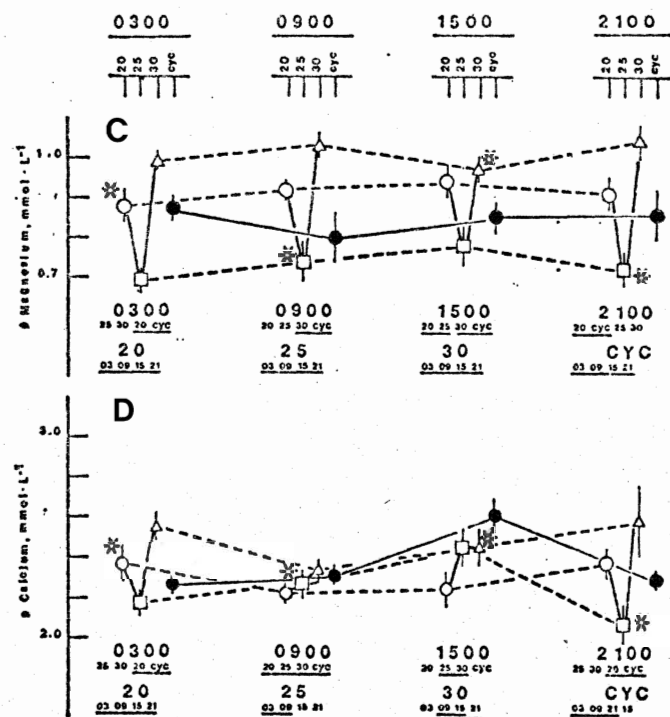 0300 0900 1500 2100
20 25 30 cyc 20 25 30 cyc 20 25 30 cyc 20 25 30 cyc
C
1.0
0.7
p Magnesium, mmol·L⁻¹
0300 0900 1500 2100
25 30 20 cyc 20 25 30 cyc 20 25 30 cyc 20 cyc 25 30
20 25 30 CYC
03 09 15 21 03 09 15 21 03 09 15 21 03 09 15 21
D
3.0
2.0
p Calcium, mmol·L⁻¹
0300 0900 1500 2100
25 30 20 cyc 20 25 30 cyc 20 25 30 cyc 25 30 20 cyc
20 25 30 CYC
03 09 15 21 03 09 15 21 03 09 15 21 03 09 21 15